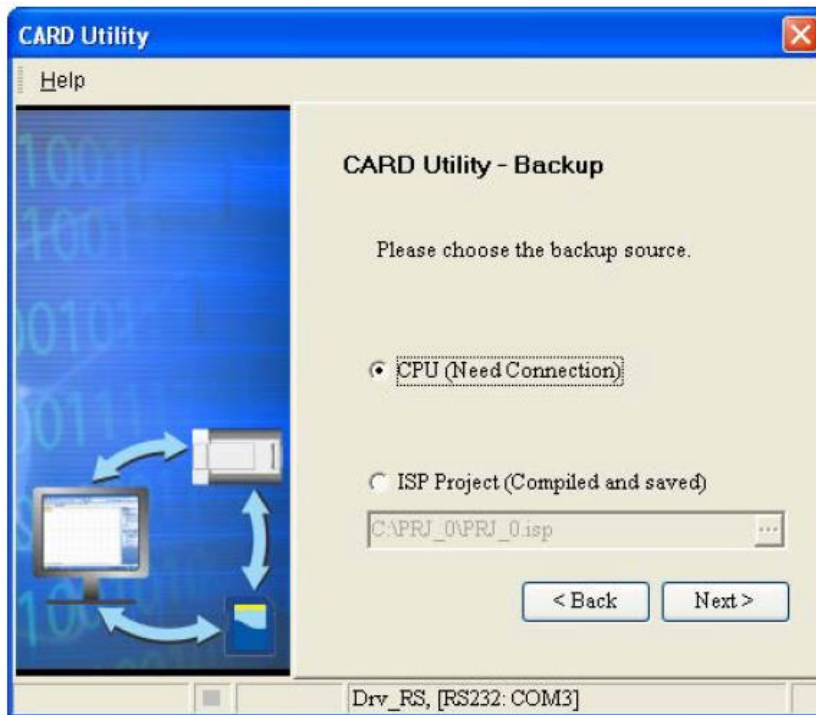 CARD Utility
Help
CARD Utility - Backup
Please choose the backup source.
CPU (Need Connection)
ISP Project (Compiled and saved)
C:\PRJ_0\PRJ_0.isp
...
< Back
Next >
Drv_RS, [RS232: COM3]